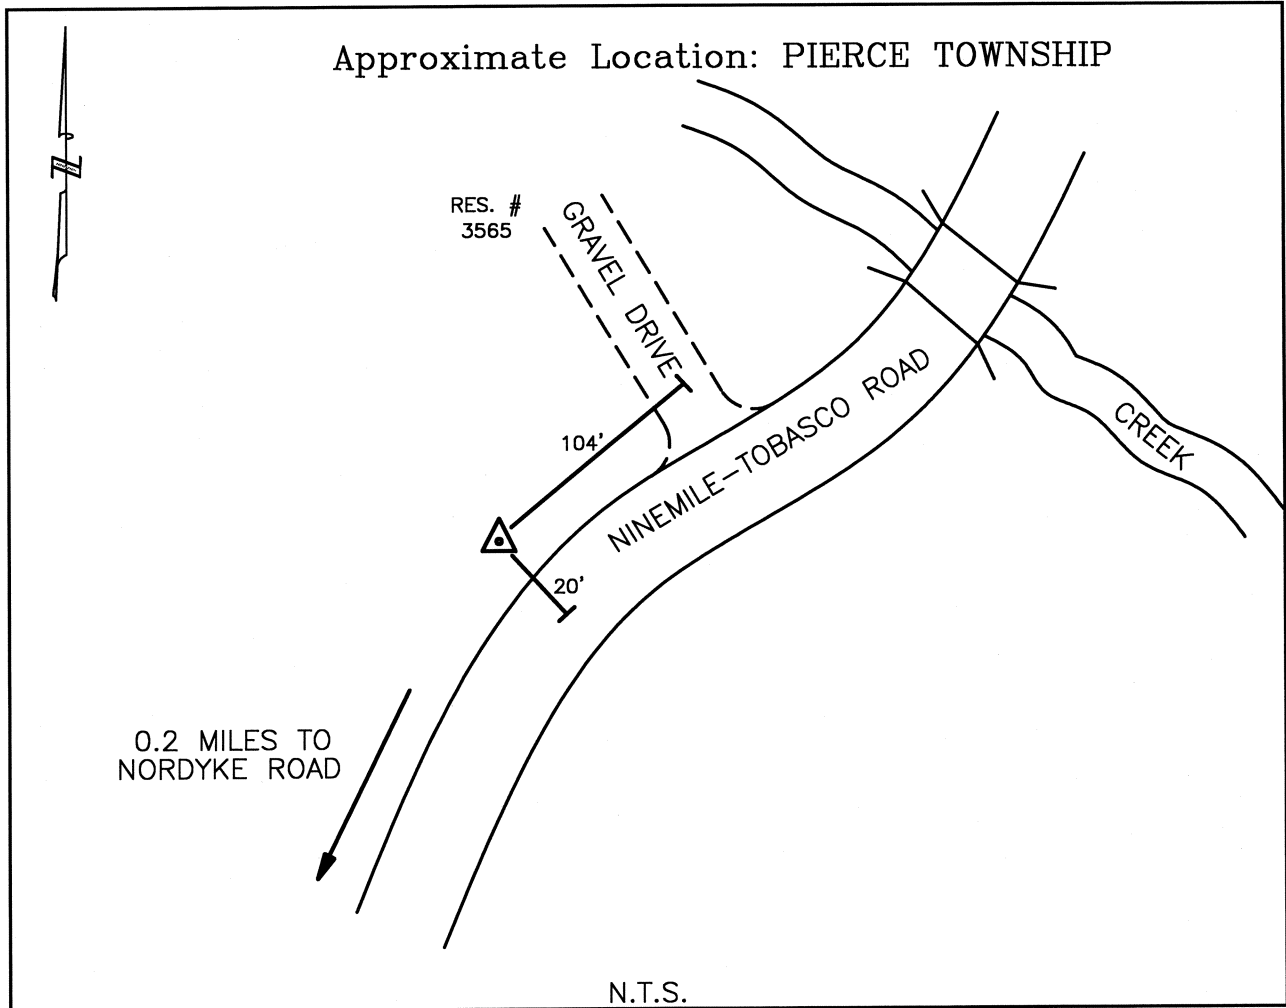 Approximate Location: PIERCE TOWNSHIP
N
RES. #
3565
GRAVEL DRIVE
104'
NINEMILE-TOBASCO ROAD
CREEK
20'
0.2 MILES TO
NORDYKE ROAD
N.T.S.